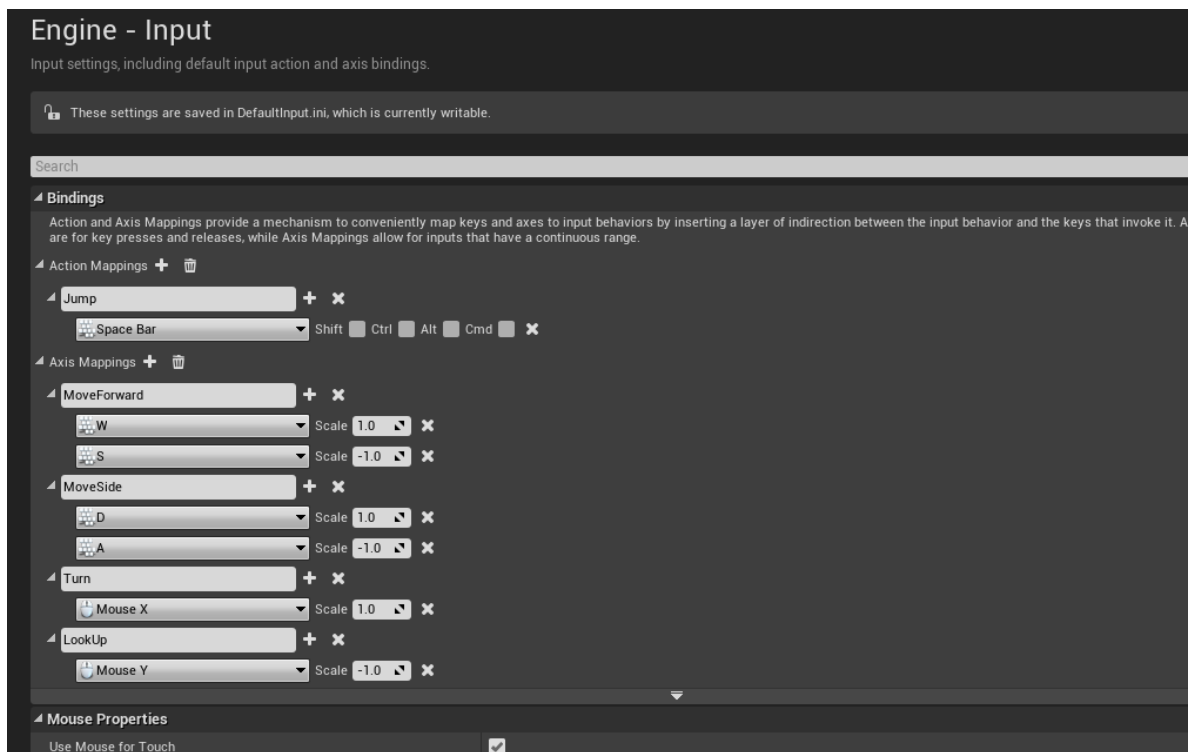 Engine - Input
Input settings, including default input action and axis bindings.
These settings are saved in DefaultInput.ini, which is currently writable.
Search
Bindings
Action and Axis Mappings provide a mechanism to conveniently map keys and axes to input behaviors by inserting a layer of indirection between the input behavior and the keys that invoke it. A
are for key presses and releases, while Axis Mappings allow for inputs that have a continuous range.
Action Mappings
Jump
Space Bar Shift Ctrl Alt Cmd
Axis Mappings
MoveForward
W Scale 1.0
S Scale -1.0
MoveSide
D Scale 1.0
A Scale -1.0
Turn
Mouse X Scale 1.0
LookUp
Mouse Y Scale -1.0
Mouse Properties
Use Mouse for Touch